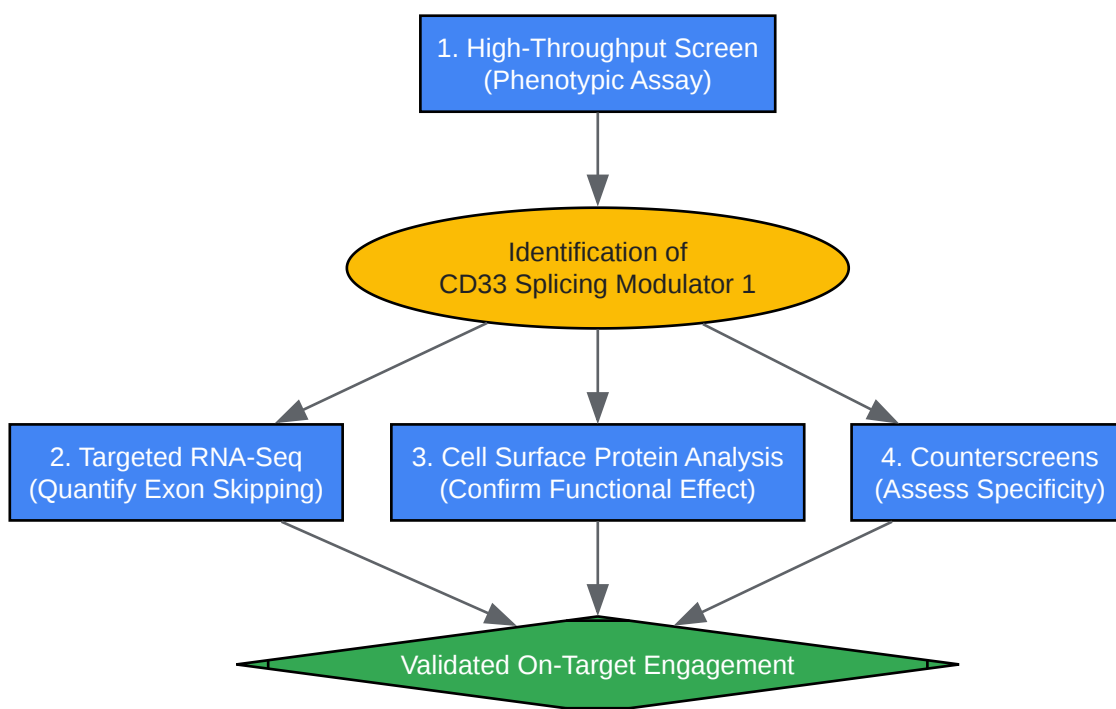 1. High-Throughput Screen
(Phenotypic Assay)
Identification of
CD33 Splicing Modulator 1
2. Targeted RNA-Seq
(Quantify Exon Skipping)
3. Cell Surface Protein Analysis
(Confirm Functional Effect)
4. Counterscreens
(Assess Specificity)
Validated On-Target Engagement